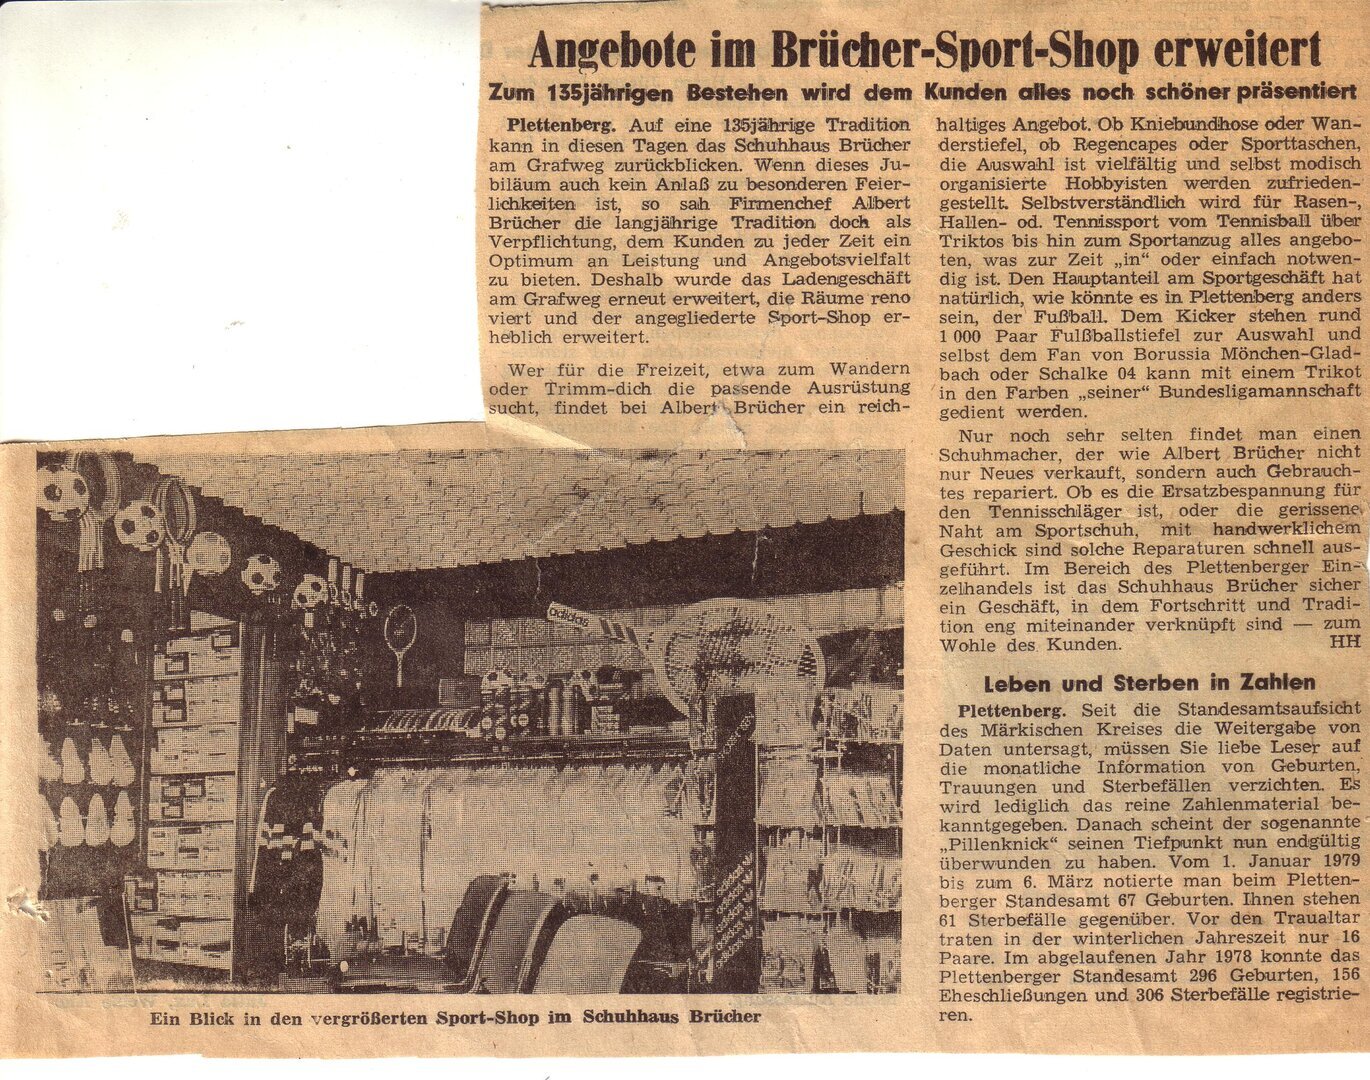 Angebote im Brücher-Sport-Shop erweitert
Zum 135jährigen Bestehen wird dem Kunden alles noch schöner präsentiert
Plettenberg. Auf eine 135jährige Tradition
kann in diesen Tagen das Schuhhaus Brücher
am Grafweg zurückblicken. Wenn dieses Ju-
biläum auch kein Anlaß zu besonderen Feier-
lichkeiten ist, so sah Firmenchef Albert
Brücher die langjährige Tradition doch als
Verpflichtung, dem Kunden zu jeder Zeit ein
Optimum an Leistung und Angebotsvielfalt
zu bieten. Deshalb wurde das Ladengeschäft
am Grafweg erneut erweitert, die Räume reno
viert und der angegliederte Sport-Shop er-
heblich erweitert.
Wer für die Freizeit, etwa zum Wandern
oder Trimm-dich die passende Ausrüstung
sucht, findet bei Albert Brücher ein reich-
haltiges Angebot. Ob Kniebundhose oder Wan-
derstiefel, ob Regencapes oder Sporttaschen,
die Auswahl ist vielfältig und selbst modisch
organisierte Hobbyisten werden zufrieden-
gestellt. Selbstverständlich wird für Rasen-,
Hallen- od. Tennissport vom Tennisball über
Triktos bis hin zum Sportanzug alles angebo-
ten, was zur Zeit „in“ oder einfach notwen-
dig ist. Den Hauptanteil am Sportgeschäft hat
natürlich, wie könnte es in Plettenberg anders
sein, der Fußball. Dem Kicker stehen rund
1 000 Paar Fulßballstiefel zur Auswahl und
selbst dem Fan von Borussia Mönchen-Glad-
bach oder Schalke 04 kann mit einem Trikot
in den Farben „seiner“ Bundesligamannschaft
gedient werden.
Nur noch sehr selten findet man einen
Schuhmacher, der wie Albert Brücher nicht
nur Neues verkauft, sondern auch Gebrauch-
tes repariert. Ob es die Ersatzbespannung für
den Tennisschläger ist, oder die gerissene
Naht am Sportschuh, mit handwerklichem
Geschick sind solche Reparaturen schnell aus-
geführt. Im Bereich des Plettenberger Ein-
zelhandels ist das Schuhhaus Brücher sicher
ein Geschäft, in dem Fortschritt und Tradi-
tion eng miteinander verknüpft sind — zum
Wohle des Kunden. HH
Leben und Sterben in Zahlen
Plettenberg. Seit die Standesamtsaufsicht
des Märkischen Kreises die Weitergabe von
Daten untersagt, müssen Sie liebe Leser auf
die monatliche Information von Geburten,
Trauungen und Sterbefällen verzichten. Es
wird lediglich das reine Zahlenmaterial be-
kanntgegeben. Danach scheint der sogenannte
„Pillenknick“ seinen Tiefpunkt nun endgültig
überwunden zu haben. Vom 1. Januar 1979
bis zum 6. März notierte man beim Pletten-
berger Standesamt 67 Geburten. Ihnen stehen
61 Sterbefälle gegenüber. Vor den Traualtar
traten in der winterlichen Jahreszeit nur 16
Paare. Im abgelaufenen Jahr 1978 konnte das
Plettenberger Standesamt 296 Geburten, 156
Eheschließungen und 306 Sterbefälle registrie-
ren.
adidas
adidas
Ein Blick in den vergrößerten Sport-Shop im Schuhhaus Brücher